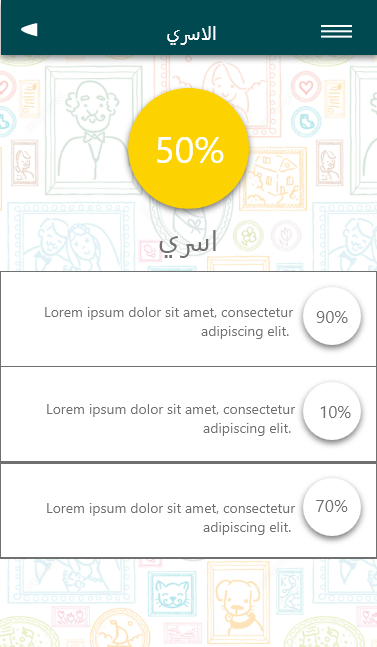 الاسري
50%
اسري
Lorem ipsum dolor sit amet, consectetur
adipiscing elit.
90%
Lorem ipsum dolor sit amet, consectetur
adipiscing elit.
10%
Lorem ipsum dolor sit amet, consectetur
adipiscing elit.
70%